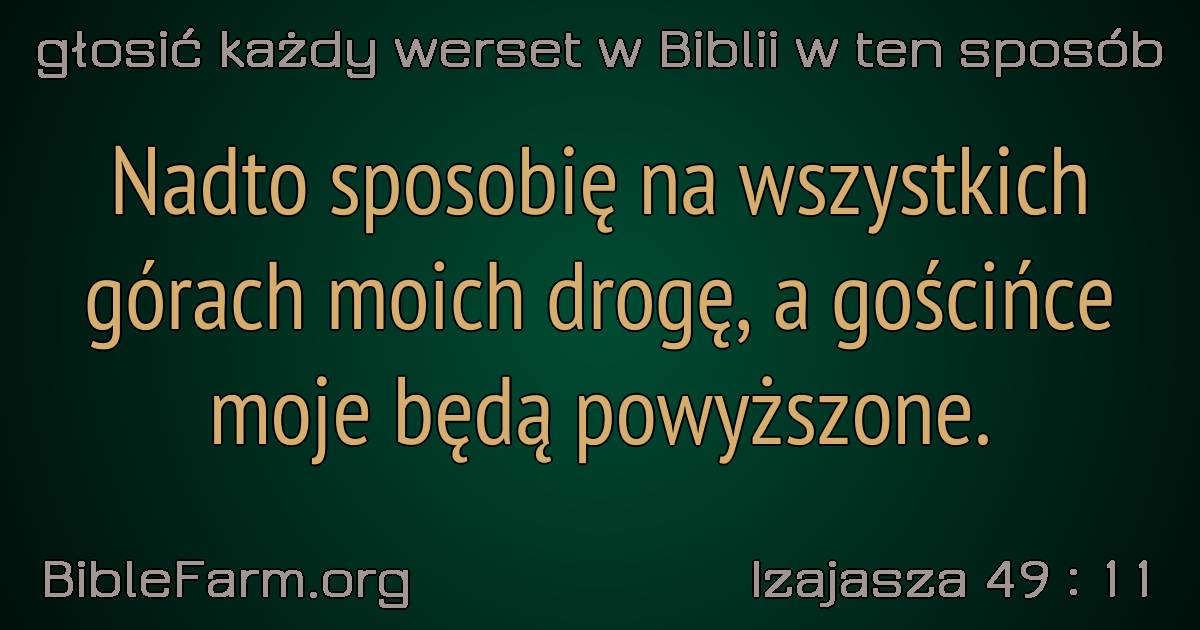 głosić każdy werset w Biblii w ten sposób
Nadto sposobię na wszystkich
górach moich drogę, a gościńce
moje będą powyższone.
BibleFarm.org
Izajasza 49 : 11